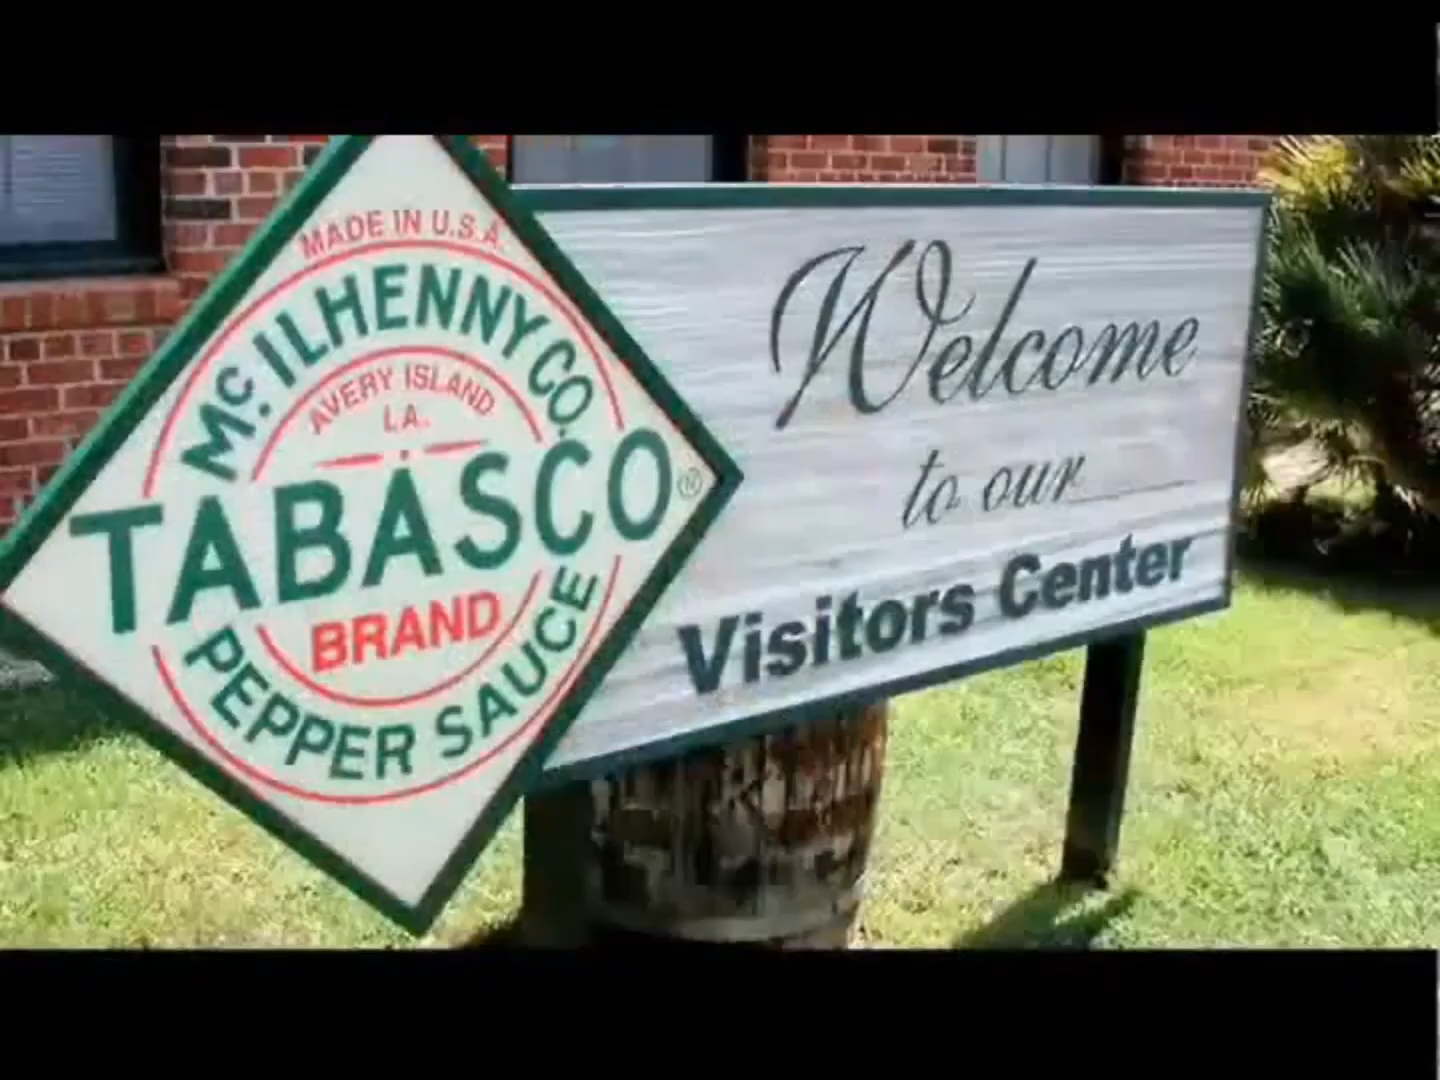 MADE IN U.S.A.
Mc. ILHENNY CO.
AVERY ISLAND
LA.
TABASCO®
BRAND
PEPPER SAUCE
Welcome
to our
Visitors Center